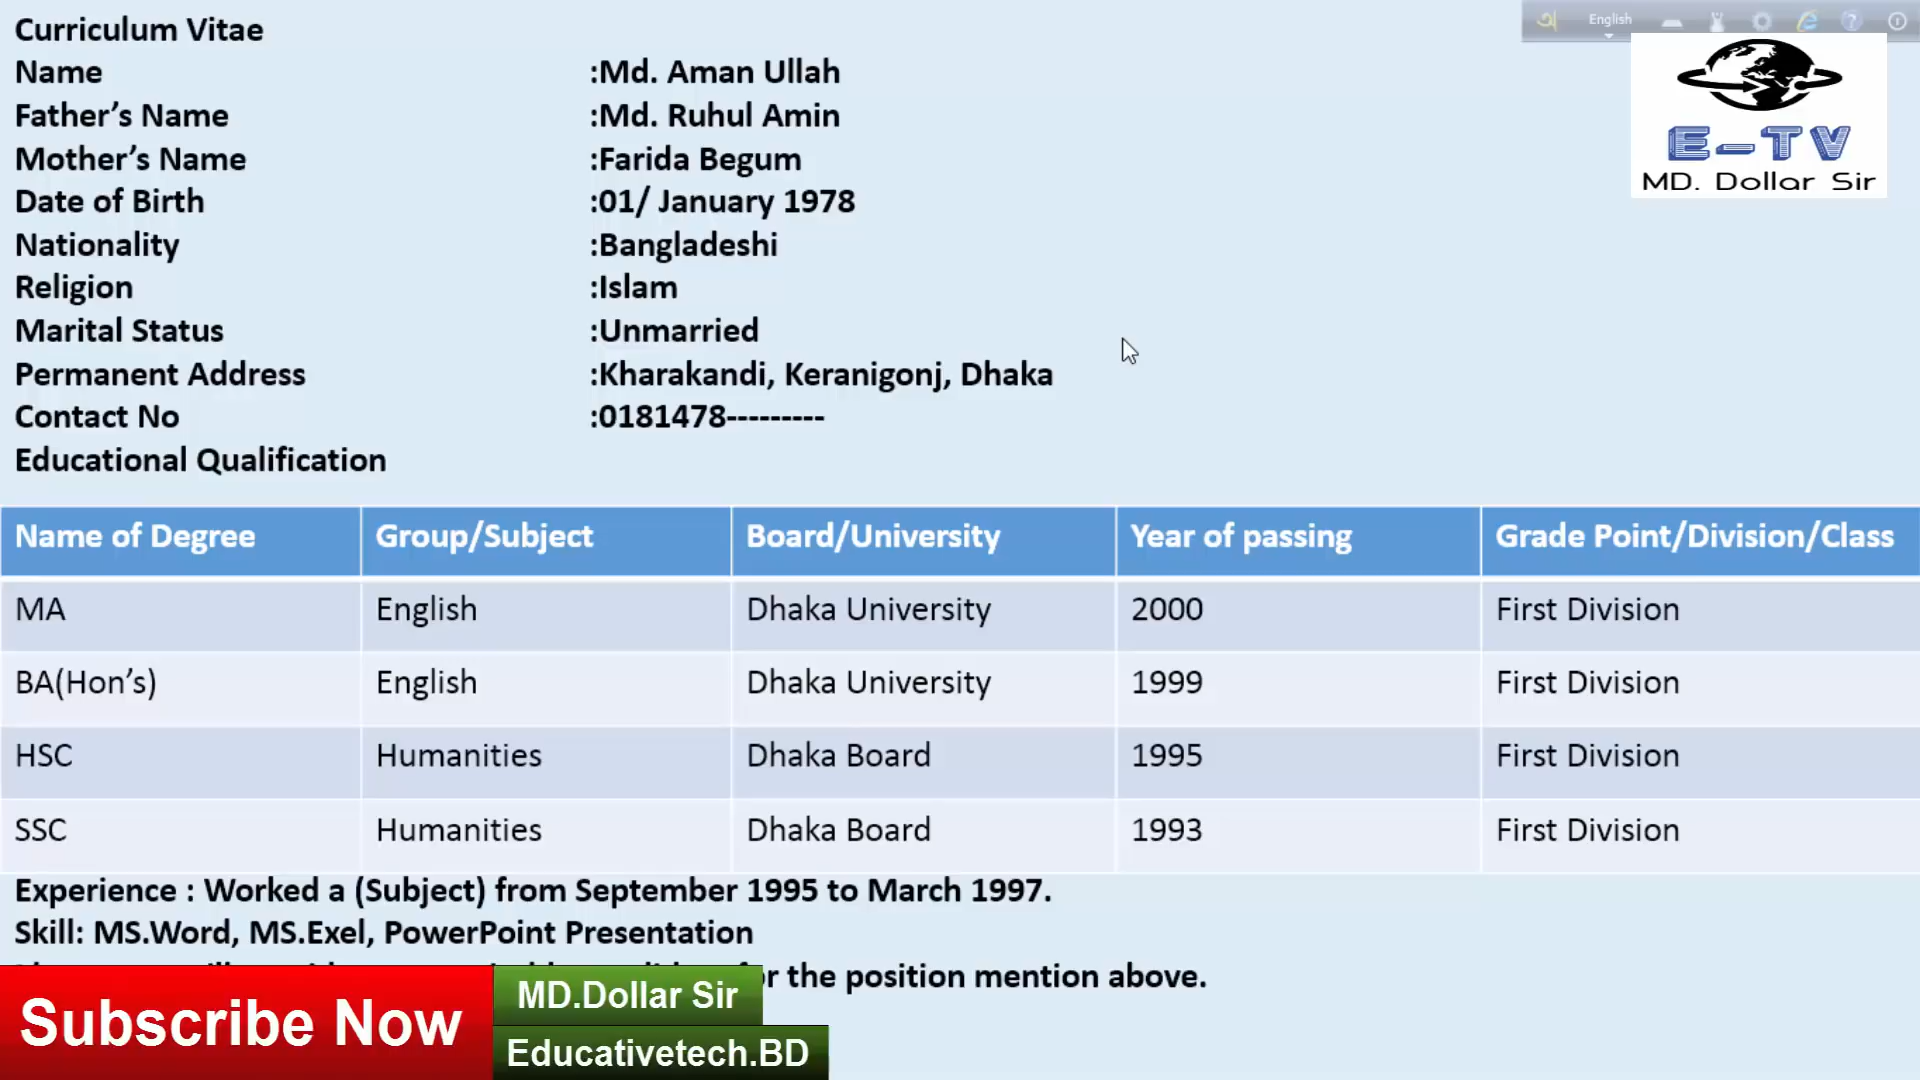 Curriculum Vitae
English
Name :Md. Aman Ullah
Father’s Name :Md. Ruhul Amin
Mother’s Name :Farida Begum
Date of Birth :01/ January 1978
Nationality :Bangladeshi
Religion :Islam
Marital Status :Unmarried
Permanent Address :Kharakandi, Keranigonj, Dhaka
Contact No :0181478---------
Educational Qualification
E-TV
MD. Dollar Sir
Name of Degree Group/Subject Board/University Year of passing Grade Point/Division/Class
MA English Dhaka University 2000 First Division
BA(Hon’s) English Dhaka University 1999 First Division
HSC Humanities Dhaka Board 1995 First Division
SSC Humanities Dhaka Board 1993 First Division
Experience : Worked a (Subject) from September 1995 to March 1997.
Skill: MS.Word, MS.Exel, PowerPoint Presentation
the position mention above.
Subscribe Now
MD.Dollar Sir
Educativetech.BD